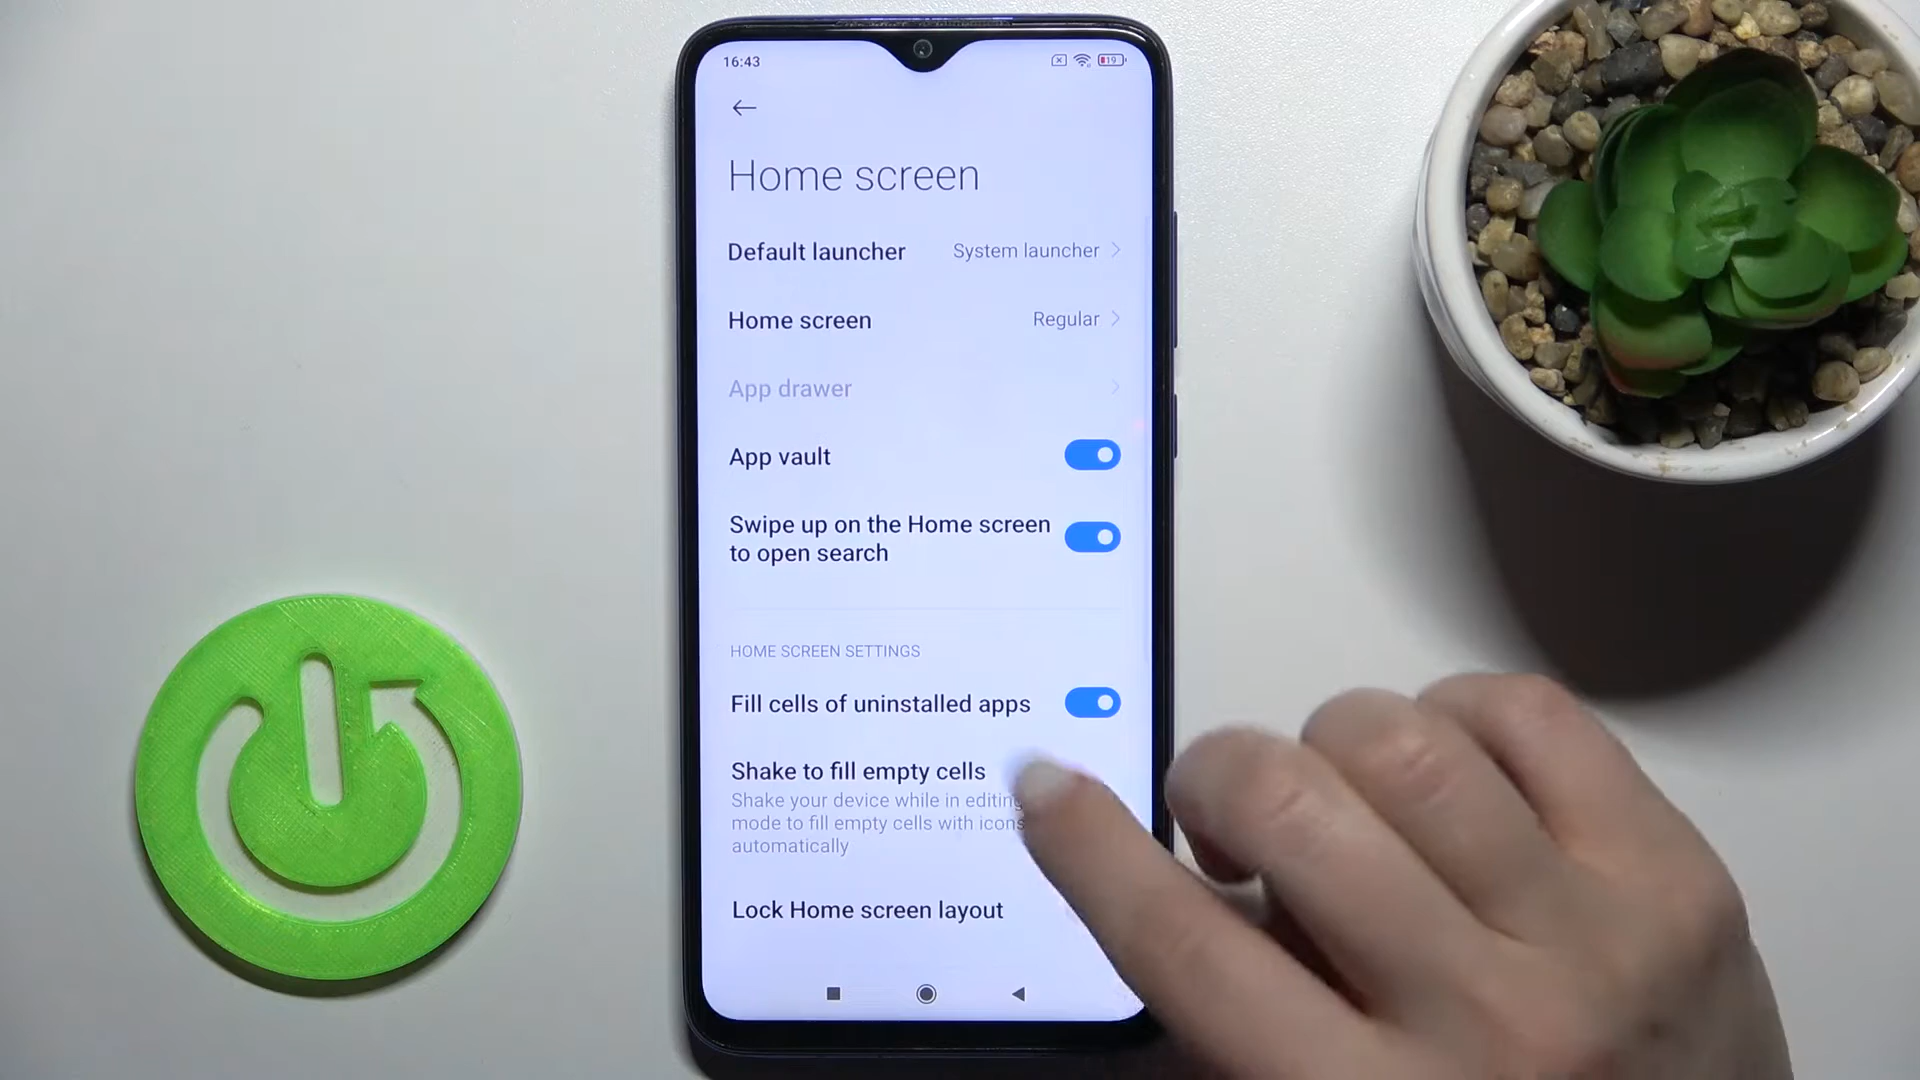 16:43
19
Home screen
Default launcher System launcher
Home screen Regular
App drawer
App vault
Swipe up on the Home screen
to open search
HOME SCREEN SETTINGS
Fill cells of uninstalled apps
Shake to fill empty cells
Shake your device while in editing
mode to fill empty cells with icons
automatically
Lock Home screen layout